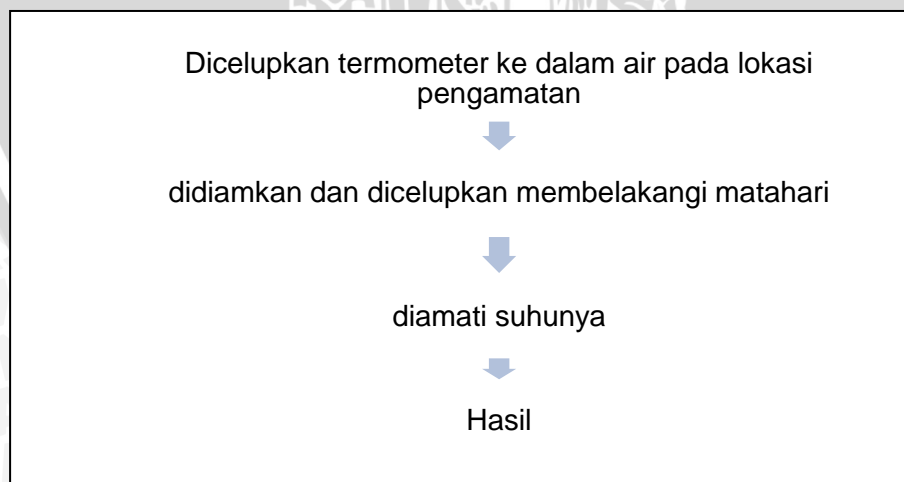 Dicelupkan termometer ke dalam air pada lokasi
pengamatan
didiamkan dan dicelupkan membelakangi matahari
diamati suhunya
Hasil